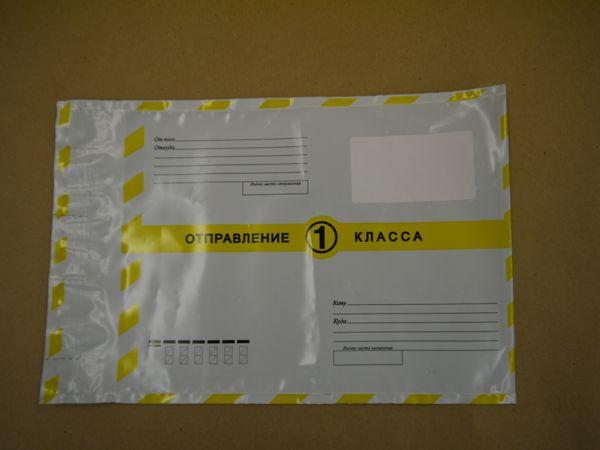 От кого
Откуда
Индекс места отправления
ОТПРАВЛЕНИЕ 1 КЛАССА
Кому
Куда
Индекс места назначения